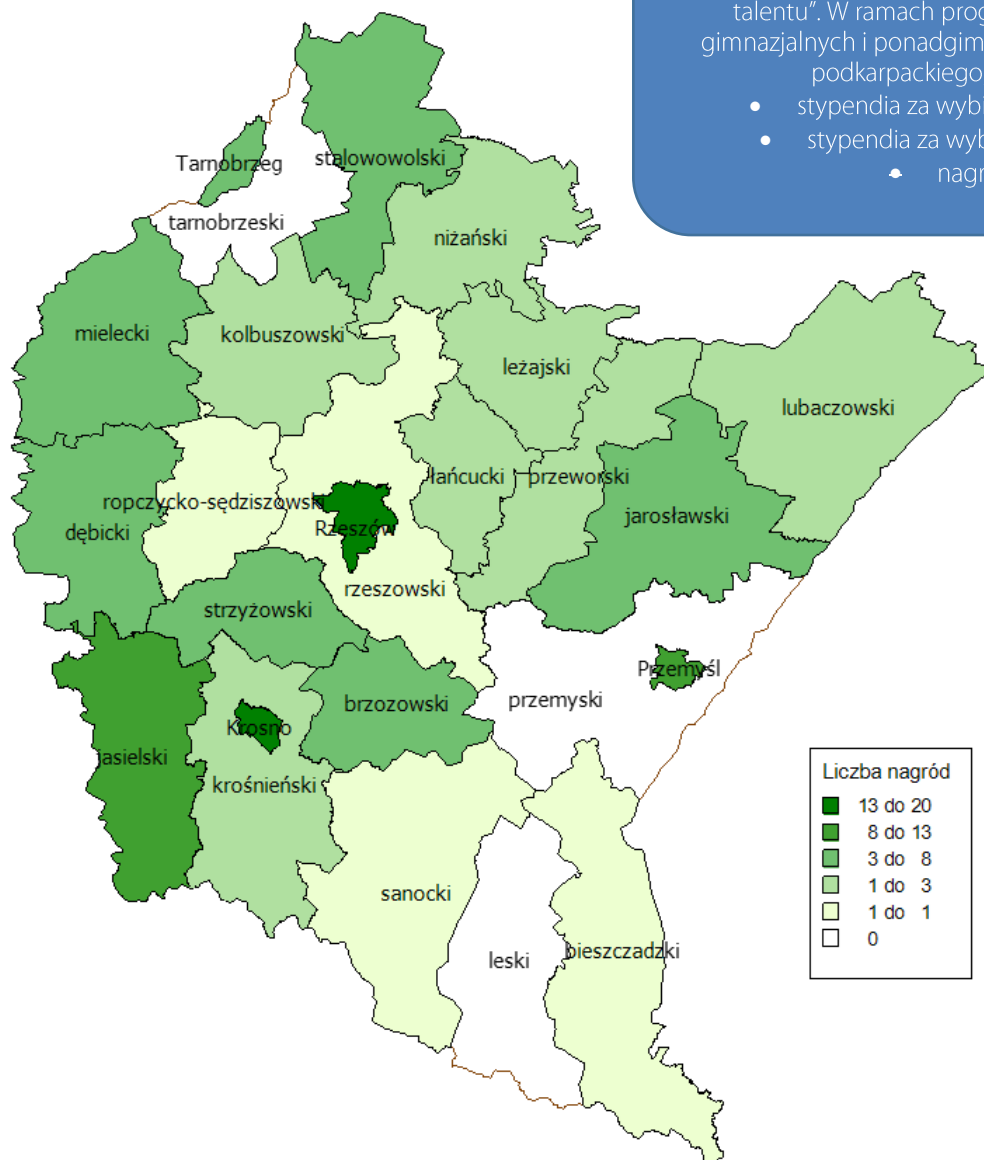 talentu”. W ramach prog
gimnazjalnych i ponadgim
podkarpackiego
• stypendia za wybi
• stypendia za wyb
• nagr
Tarnobrzeg
stalowowolski
tarnobrzeski
niżański
mielecki
kolbuszowski
leżajski
lubaczowski
łańcucki
przeworski
ropczycko-sędziszowski
dębicki
Rzeszów
jarosławski
rzeszowski
strzyżowski
Przemyśl
brzozowski
przemyski
Krosno
jasielski
krośnieński
sanocki
leski
bieszczadzki
Liczba nagród
13 do 20
8 do 13
3 do 8
1 do 3
1 do 1
0